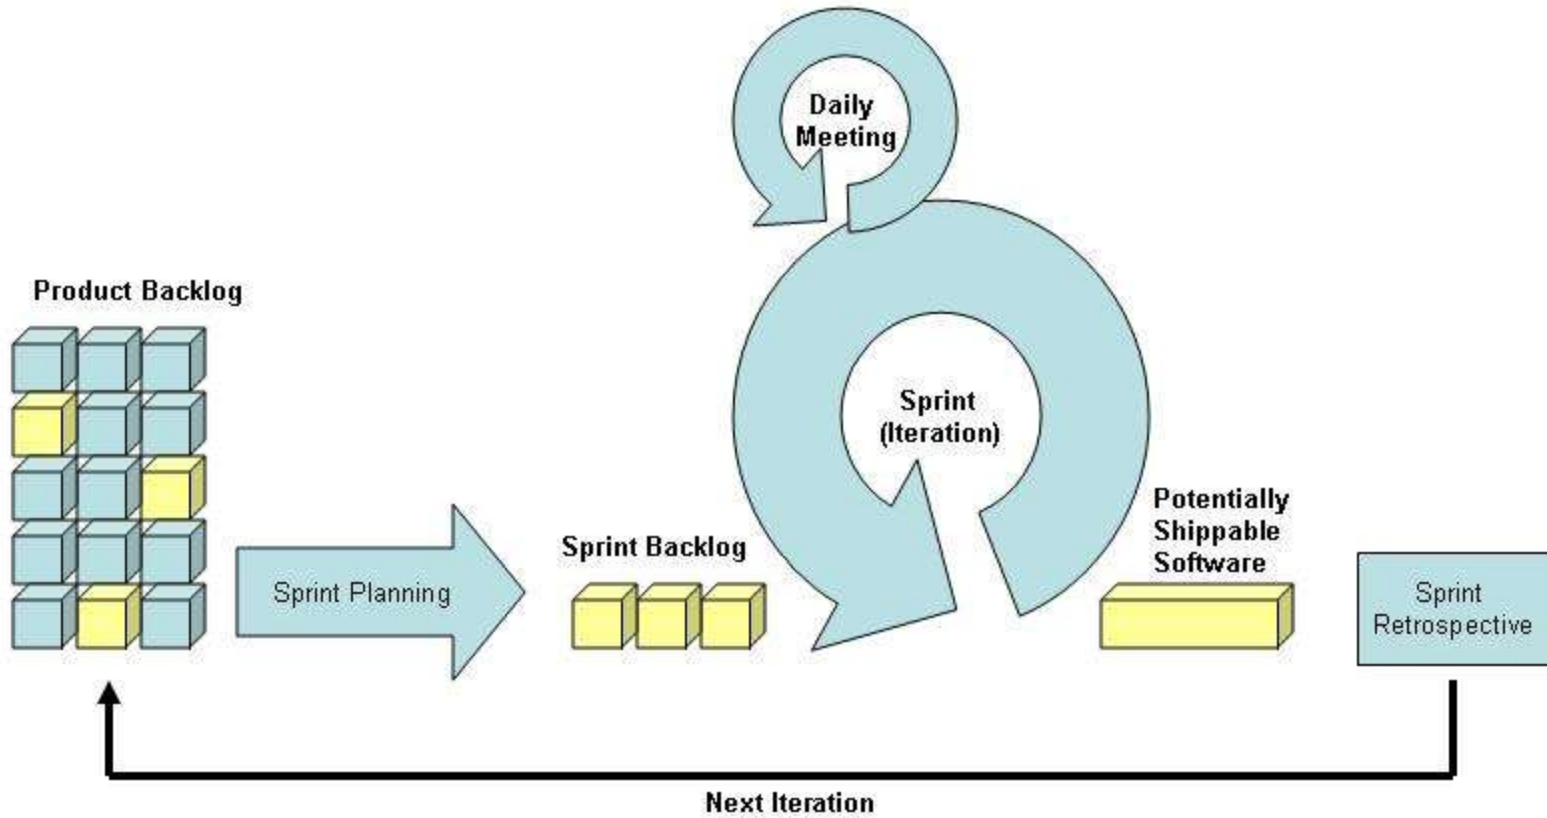 Daily
Meeting
Product Backlog
Sprint
(Iteration)
Sprint Planning
Sprint Backlog
Potentially
Shippable
Software
Sprint
Retrospective
Next Iteration